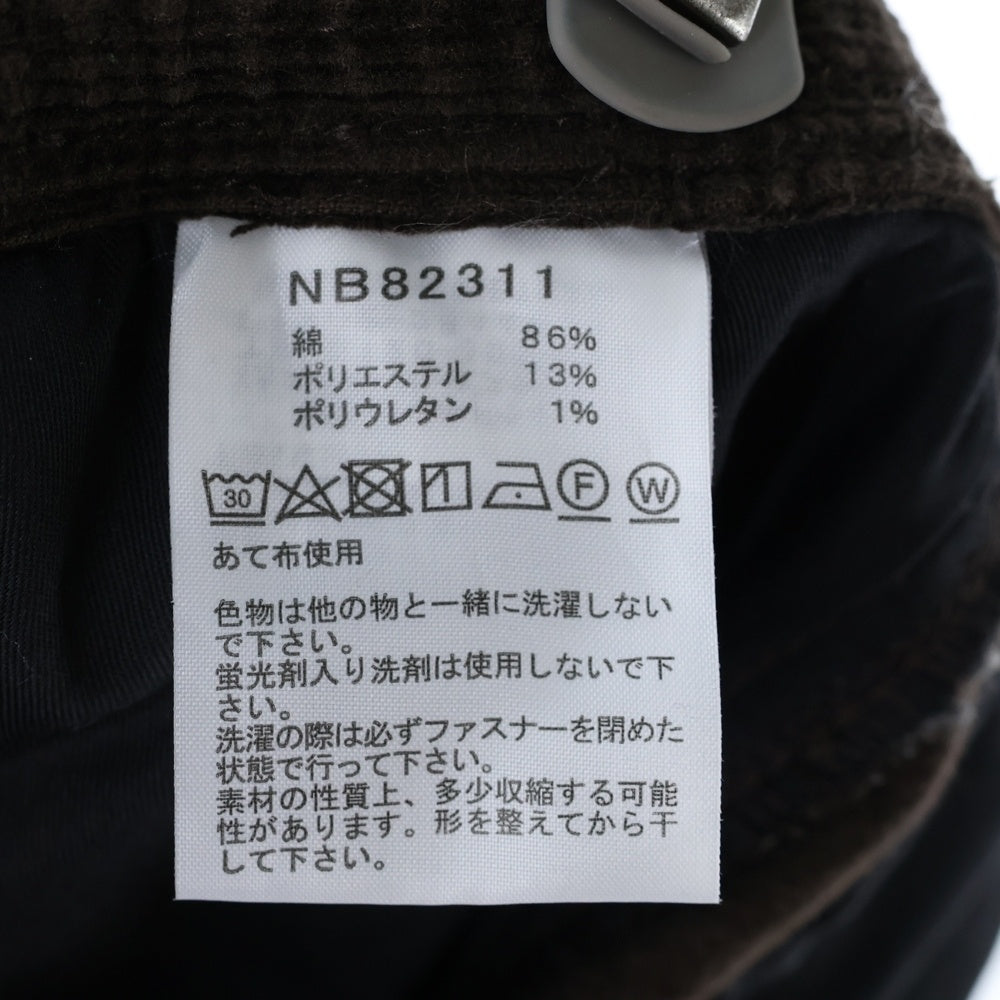 NB82311
綿 86%
ポリエステル 13%
ポリウレタン 1%
30 F W
あて布使用
色物は他の物と一緒に洗濯しない
で下さい。
蛍光剤入り洗剤は使用しないで下
さい。
洗濯の際は必ずファスナーを閉めた
状態で行って下さい。
素材の性質上、多少収縮する可能
性があります。形を整えてから干
して下さい。